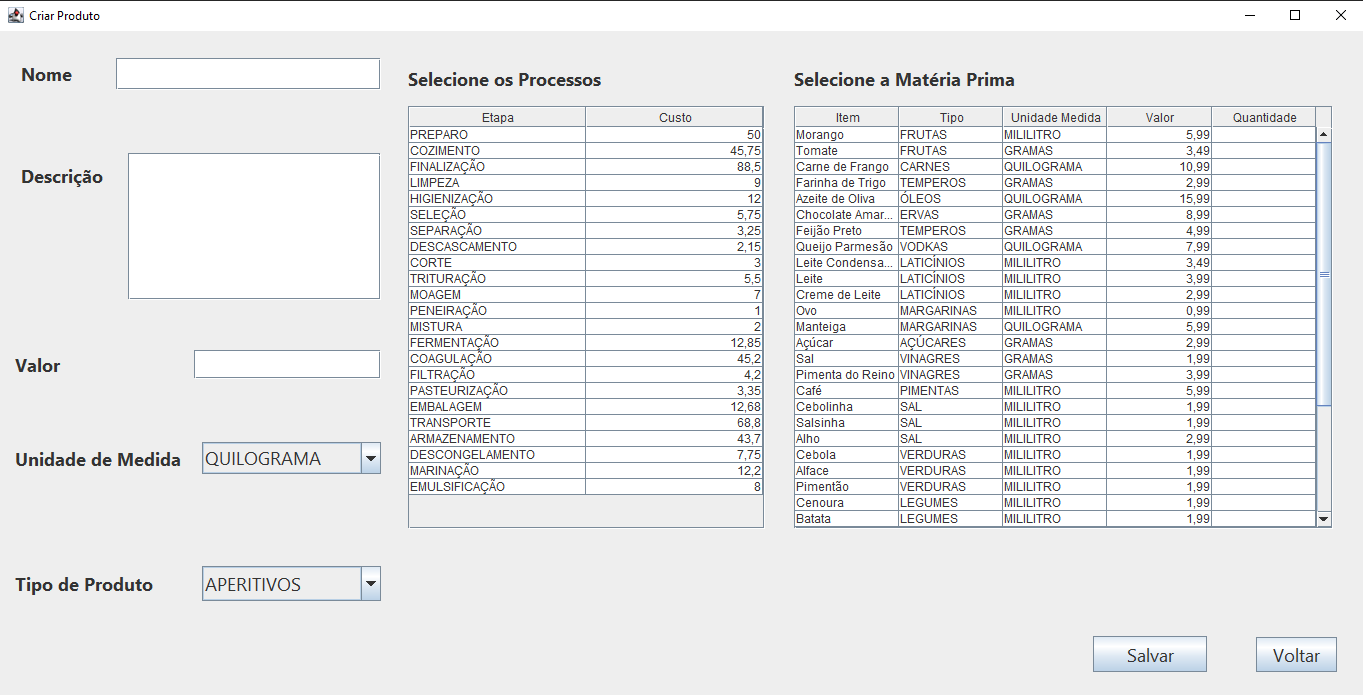 Criar Produto
Nome
Descrição
Valor
Unidade de Medida
QUILOGRAMA
Tipo de Produto
APERITIVOS
Selecione os Processos
Etapa Custo
PREPARO 50
COZIMENTO 45,75
FINALIZAÇÃO 88,5
LIMPEZA 9
HIGIENIZAÇÃO 12
SELEÇÃO 5,75
SEPARAÇÃO 3,25
DESCASCAMENTO 2,15
CORTE 3
TRITURAÇÃO 5,5
MOAGEM 7
PENEIRAÇÃO 1
MISTURA 2
FERMENTAÇÃO 12,85
COAGULAÇÃO 45,2
FILTRAÇÃO 4,2
PASTEURIZAÇÃO 3,35
EMBALAGEM 12,68
TRANSPORTE 68,8
ARMAZENAMENTO 43,7
DESCONGELAMENTO 7,75
MARINAÇÃO 12,2
EMULSIFICAÇÃO 8
Selecione a Matéria Prima
Item Tipo Unidade Medida Valor Quantidade
Morango FRUTAS MILILITRO 5,99
Tomate FRUTAS GRAMAS 3,49
Carne de Frango CARNES QUILOGRAMA 10,99
Farinha de Trigo TEMPEROS GRAMAS 2,99
Azeite de Oliva ÓLEOS QUILOGRAMA 15,99
Chocolate Amar... ERVAS GRAMAS 8,99
Feijão Preto TEMPEROS GRAMAS 4,99
Queijo Parmesão VODKAS QUILOGRAMA 7,99
Leite Condensa... LATICÍNIOS MILILITRO 3,49
Leite LATICÍNIOS MILILITRO 3,99
Creme de Leite LATICÍNIOS MILILITRO 2,99
Ovo MARGARINAS MILILITRO 0,99
Manteiga MARGARINAS QUILOGRAMA 5,99
Açúcar AÇÚCARES GRAMAS 2,99
Sal VINAGRES GRAMAS 1,99
Pimenta do Reino VINAGRES GRAMAS 3,99
Café PIMENTAS MILILITRO 5,99
Cebolinha SAL MILILITRO 1,99
Salsinha SAL MILILITRO 1,99
Alho SAL MILILITRO 2,99
Cebola VERDURAS MILILITRO 1,99
Alface VERDURAS MILILITRO 1,99
Pimentão VERDURAS MILILITRO 1,99
Cenoura LEGUMES MILILITRO 1,99
Batata LEGUMES MILILITRO 1,99
Salvar
Voltar